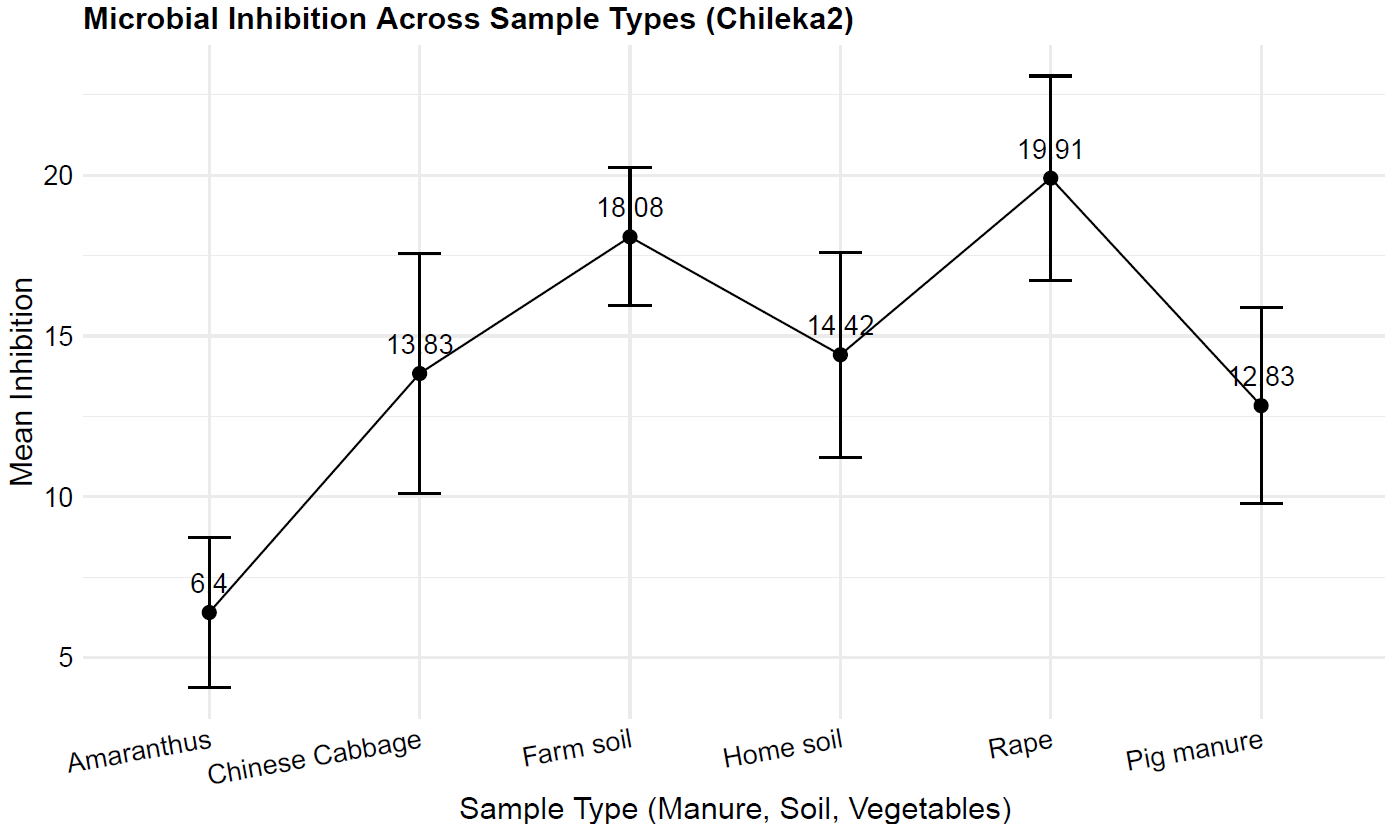 Microbial Inhibition Across Sample Types (Chileka2)
Mean Inhibition
20
15
10
5
6.4
13.83
18.08
14.42
19.91
12.83
Amaranthus
Chinese Cabbage
Farm soil
Home soil
Rape
Pig manure
Sample Type (Manure, Soil, Vegetables)